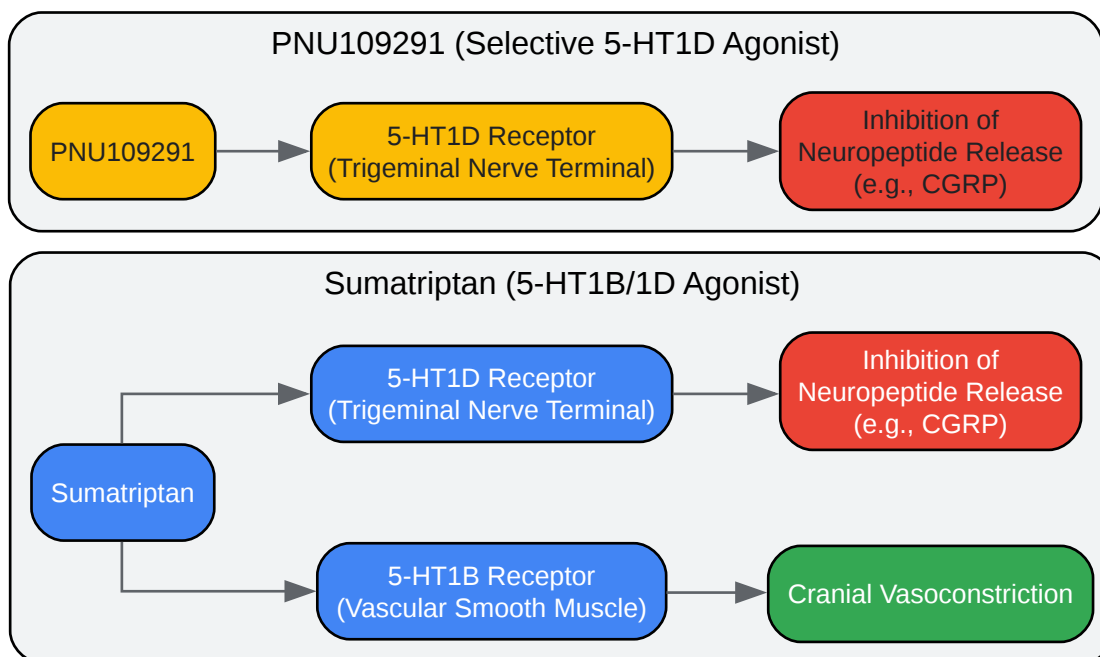 PNU109291 (Selective 5-HT1D Agonist)
PNU109291
5-HT1D Receptor
(Trigeminal Nerve Terminal)
Inhibition of
Neuropeptide Release
(e.g., CGRP)
Sumatriptan (5-HT1B/1D Agonist)
Sumatriptan
5-HT1D Receptor
(Trigeminal Nerve Terminal)
Inhibition of
Neuropeptide Release
(e.g., CGRP)
5-HT1B Receptor
(Vascular Smooth Muscle)
Cranial Vasoconstriction